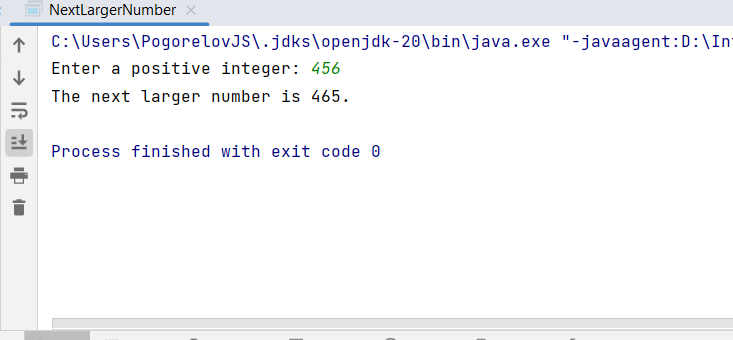 NextLargerNumber
C:\Users\PogorelovJS\.jdks\openjdk-20\bin\java.exe "-javaagent:D:\In
Enter a positive integer: 456
The next larger number is 465.
Process finished with exit code 0